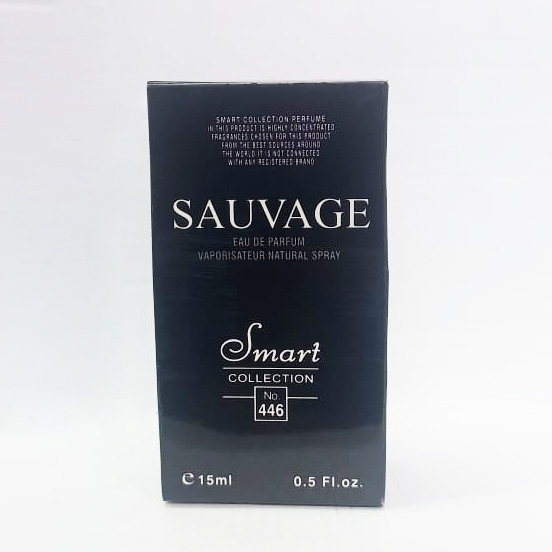 SMART COLLECTION PERFUME
IN THIS PRODUCT IS HIGHLY CONCENTRATED
FRAGRANCES CHOSEN FOR THIS PRODUCT
FROM THE BEST SOURCES AROUND
THE WORLD IT IS NOT CONNECTED
WITH ANY REGISTERED BRAND
SAUVAGE
EAU DE PARFUM
VAPORISATEUR NATURAL SPRAY
Smart
COLLECTION
No.
446
℮ 15ml 0.5 Fl.oz.